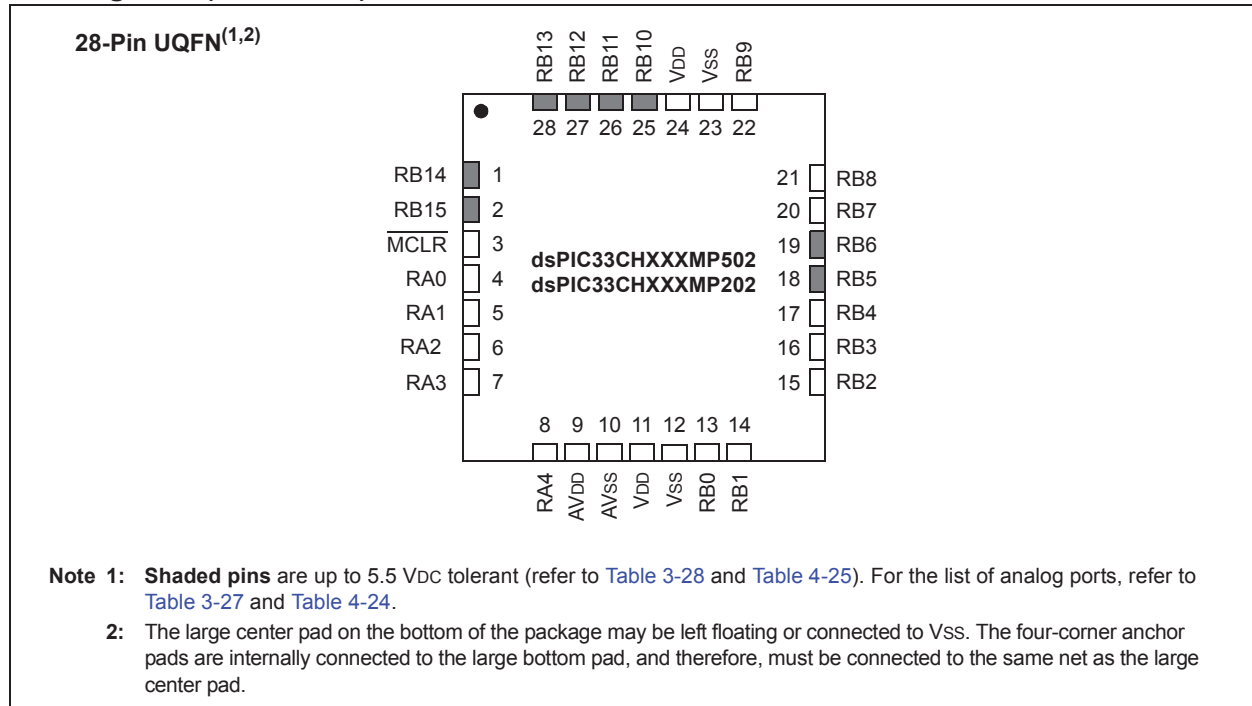 28-Pin UQFN(1,2)
RB13
RB12
RB11
RB10
VDD
VSS
RB9
28 27 26 25 24 23 22
RB14 1
RB15 2
MCLR 3
RA0 4
RA1 5
RA2 6
RA3 7
dsPIC33CHXXXMP502
dsPIC33CHXXXMP202
21 RB8
20 RB7
19 RB6
18 RB5
17 RB4
16 RB3
15 RB2
8 9 10 11 12 13 14
RA4
AVDD
AVSS
VDD
VSS
RB0
RB1
Note 1: Shaded pins are up to 5.5 VDC tolerant (refer to Table 3-28 and Table 4-25). For the list of analog ports, refer to
Table 3-27 and Table 4-24.
2: The large center pad on the bottom of the package may be left floating or connected to VSS. The four-corner anchor
pads are internally connected to the large bottom pad, and therefore, must be connected to the same net as the large
center pad.